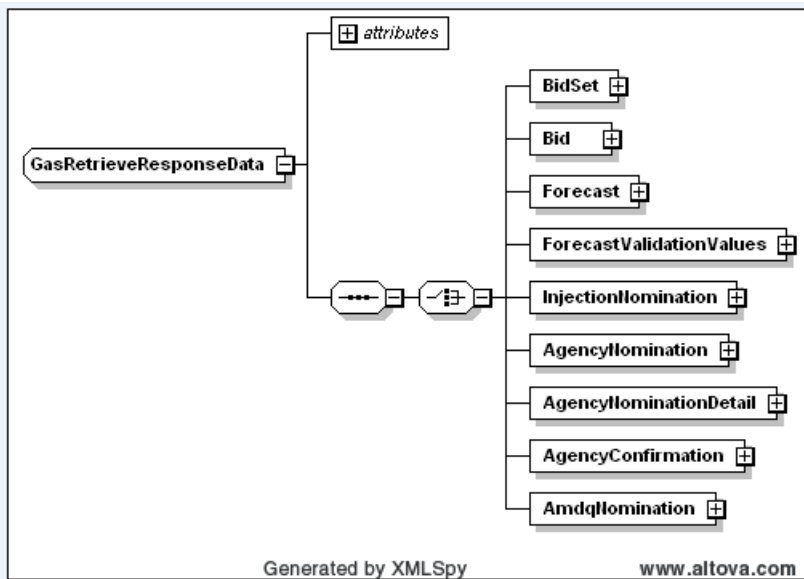 attributes
BidSet
Bid
GasRetrieveResponseData
Forecast
ForecastValidationValues
InjectionNomination
AgencyNomination
AgencyNominationDetail
AgencyConfirmation
AmdqNomination
Generated by XMLSpy www.altova.com